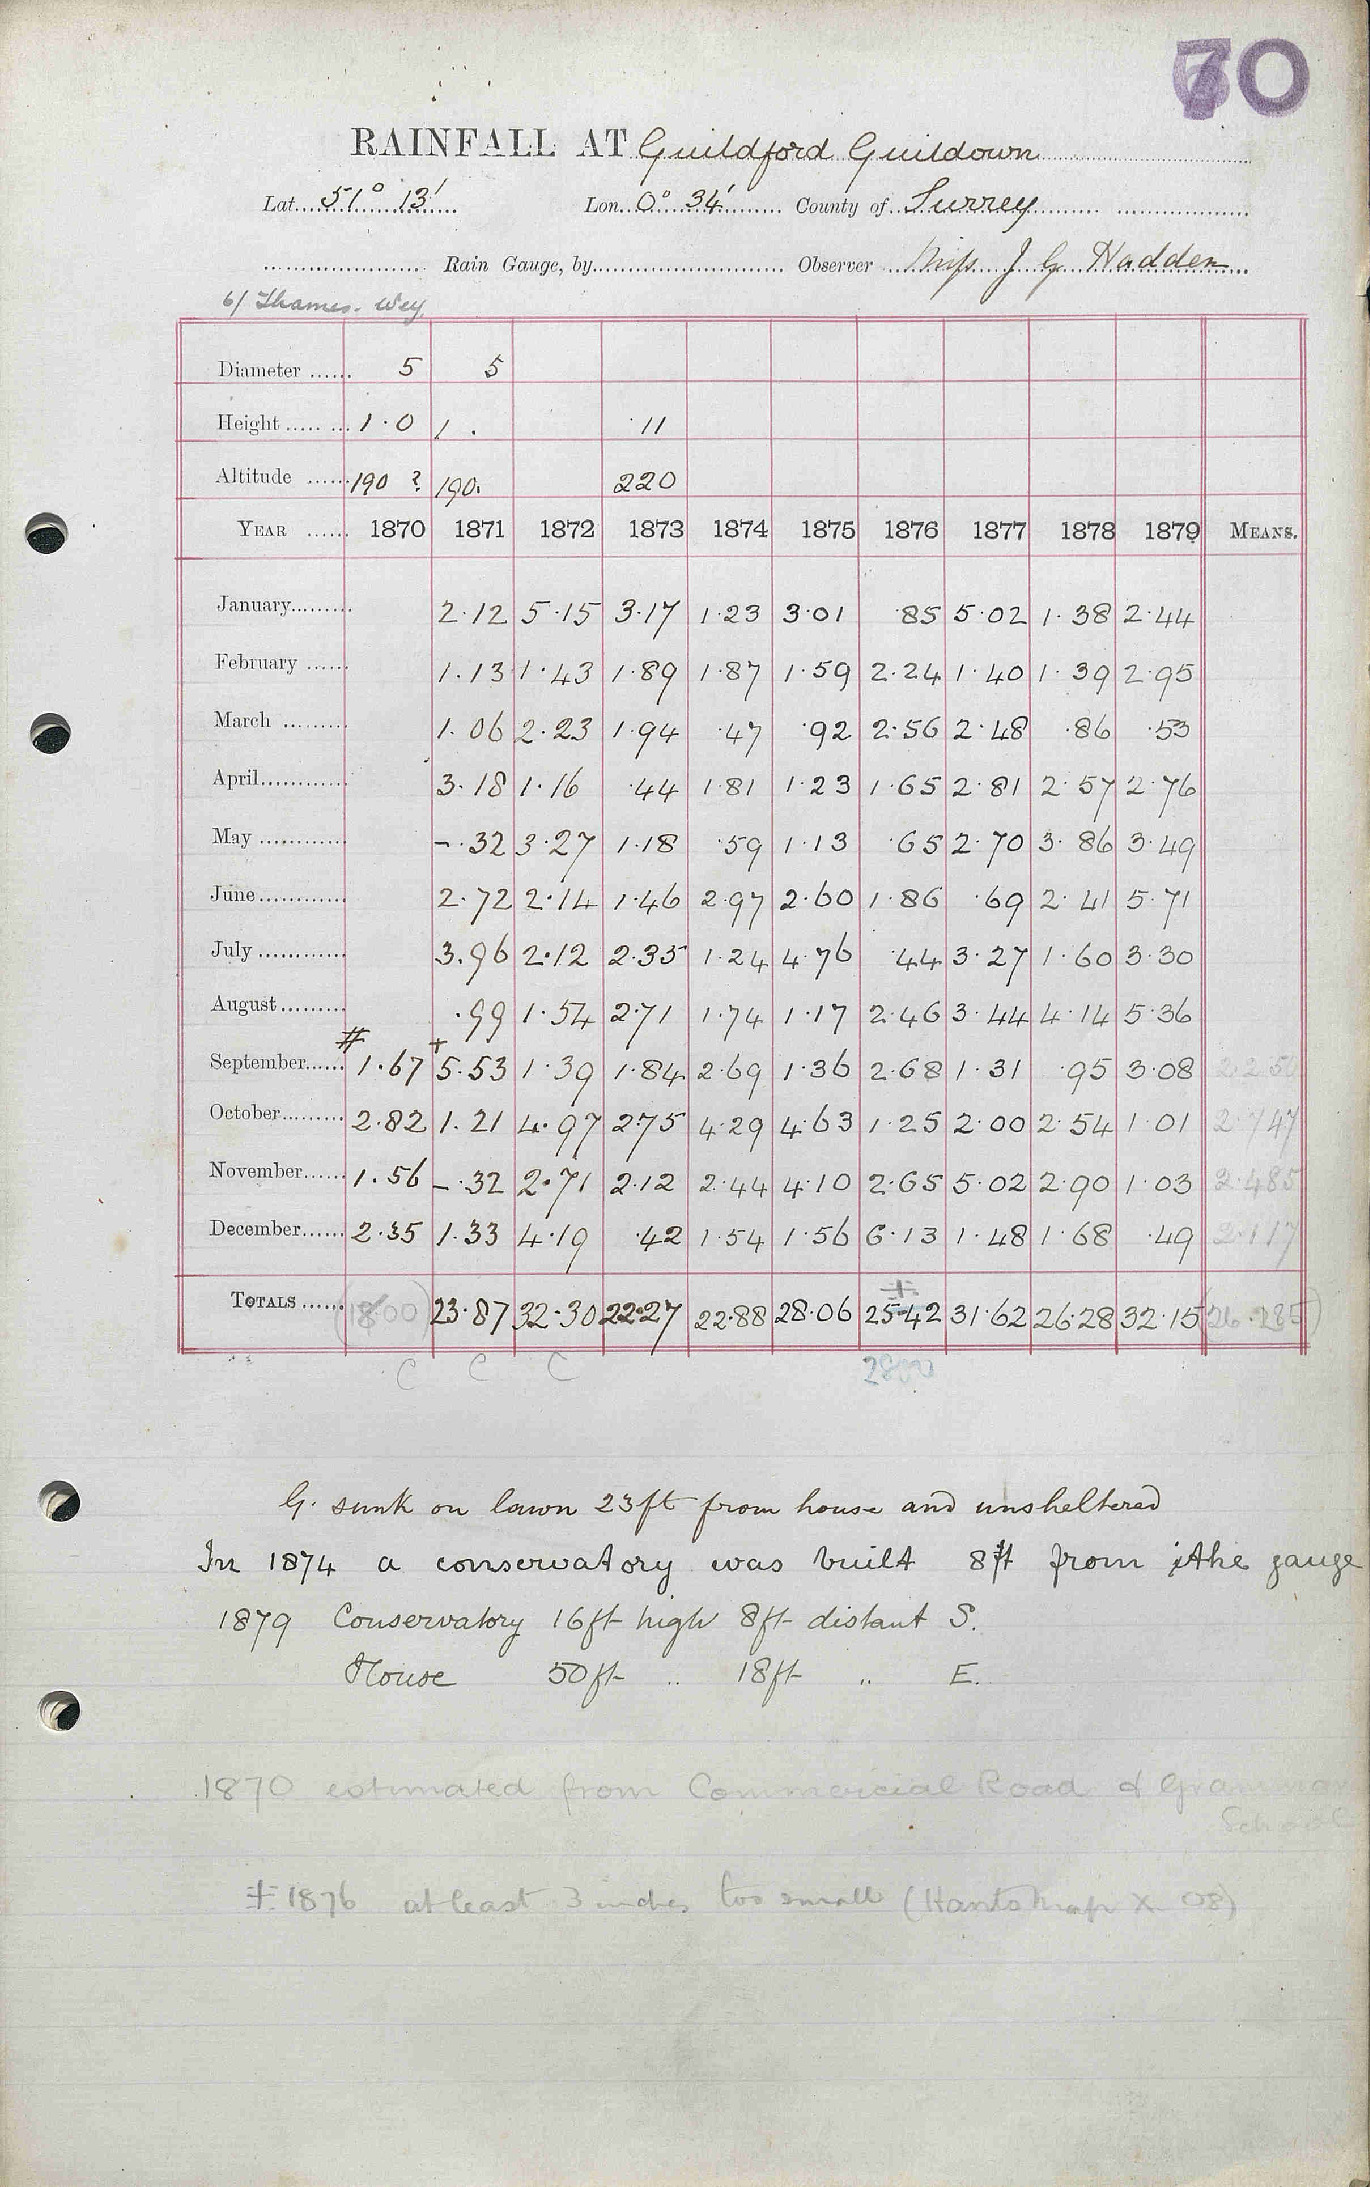 70
RAINFALL AT Guildford Guildown
Lat. 51° 13' Lon. 0° 34' County of Surrey
Rain Gauge, by Observer Miss J G Hadden
6/ Thames. Wey.
Diameter 5 5
Height 1.0 1. .11
Altitude 190 ? 190. 220
YEAR 1870 1871 1872 1873 1874 1875 1876 1877 1878 1879 MEANS.
January 2.12 5.15 3.17 1.23 3.01 .85 5.02 1.38 2.44
February 1.13 1.43 1.89 1.87 1.59 2.24 1.40 1.39 2.95
March 1.06 2.23 1.94 .47 .92 2.56 2.48 .86 .53
April 3.18 1.16 .44 1.81 1.23 1.65 2.81 2.57 2.76
May -.32 3.27 1.18 .59 1.13 .65 2.70 3.86 3.49
June 2.72 2.14 1.46 2.97 2.60 1.86 .69 2.41 5.71
July 3.96 2.12 2.35 1.24 4.76 .44 3.27 1.60 3.30
August .99 1.54 2.71 1.74 1.17 2.46 3.44 4.14 5.36
September # 1.67 + 5.53 1.39 1.84 2.69 1.36 2.68 1.31 .95 3.08 2.250
October 2.82 1.21 4.97 2.75 4.29 4.63 1.25 2.00 2.54 1.01 2.747
November 1.56 -.32 2.71 2.12 2.44 4.10 2.65 5.02 2.90 1.03 2.485
December 2.35 1.33 4.19 .42 1.54 1.56 6.13 1.48 1.68 .49 2.117
±
TOTALS (18.00) 23.87 32.30 22.27 22.88 28.06 25.42 31.62 26.28 32.15 (26.285)
C C C
G. sunk on lawn 23ft from house and unsheltered
In 1874 a conservatory was built 8ft from the gauge
1879 Conservatory 16ft high 8ft distant S.
House 50ft " 18ft " E.
1870 estimated from Commercial Road & Grammar
School
± 1876 at least 3 inches too small (Hants map X 08)